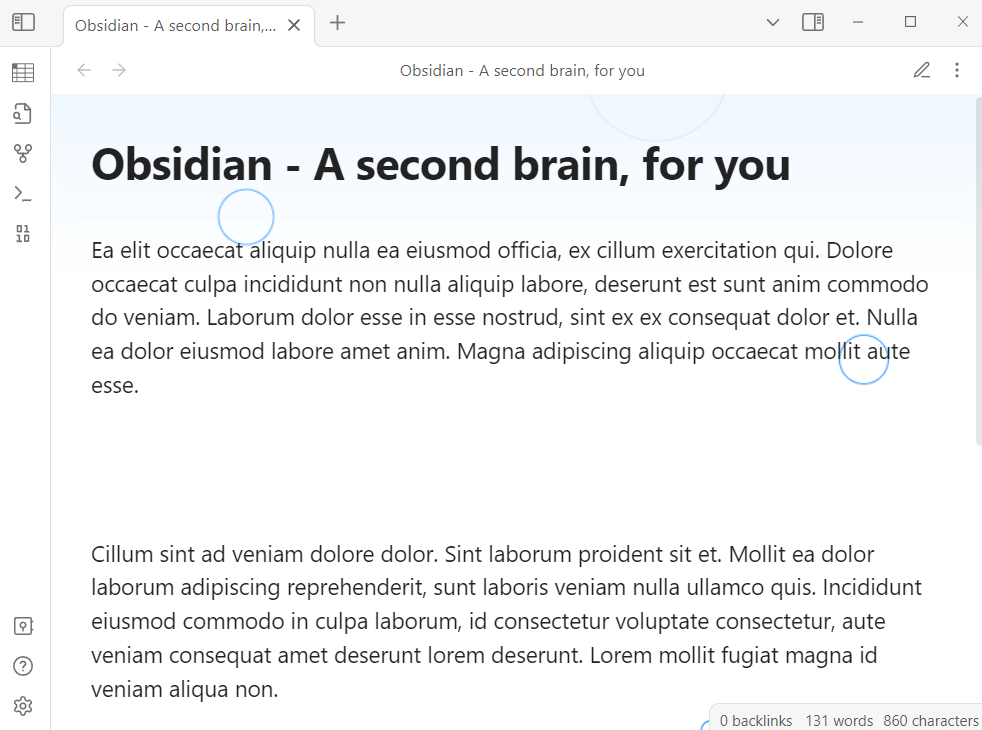 Obsidian - A second brain,...
Obsidian - A second brain, for you
Obsidian - A second brain, for you
Ea elit occaecat aliquip nulla ea eiusmod officia, ex cillum exercitation qui. Dolore
occaecat culpa incididunt non nulla aliquip labore, deserunt est sunt anim commodo
do veniam. Laborum dolor esse in esse nostrud, sint ex ex consequat dolor et. Nulla
ea dolor eiusmod labore amet anim. Magna adipiscing aliquip occaecat mollit aute
esse.
Cillum sint ad veniam dolore dolor. Sint laborum proident sit et. Mollit ea dolor
laborum adipiscing reprehenderit, sunt laboris veniam nulla ullamco quis. Incididunt
eiusmod commodo in culpa laborum, id consectetur voluptate consectetur, aute
veniam consequat amet deserunt lorem deserunt. Lorem mollit fugiat magna id
veniam aliqua non.
0 backlinks 131 words 860 characters